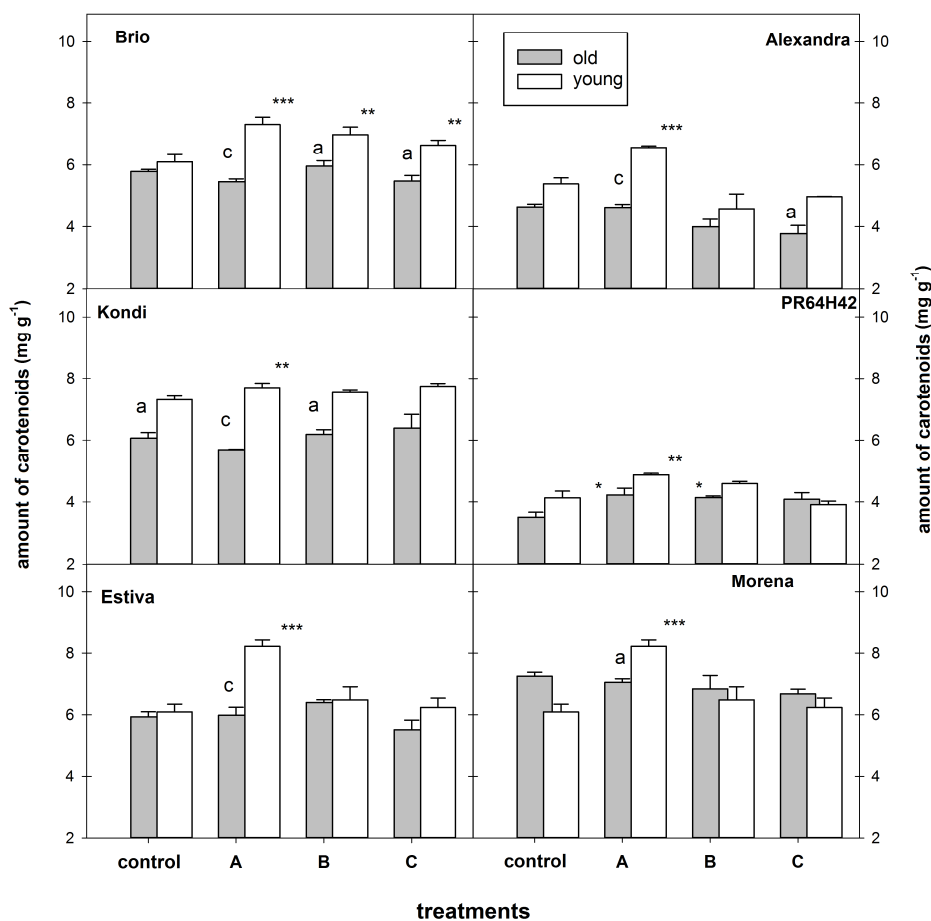 Brio
Alexandra
old
young
10
8
6
4
2
***
**
**
c
a
a
***
c
a
10
8
6
4
2
Kondi
PR64H42
10
8
6
4
2
**
a
c
a
**
*
*
10
8
6
4
2
Estiva
Morena
10
8
6
4
2
***
c
***
a
10
8
6
4
2
amount of carotenoids (mg g⁻¹)
amount of carotenoids (mg g⁻¹)
control A B C control A B C
treatments